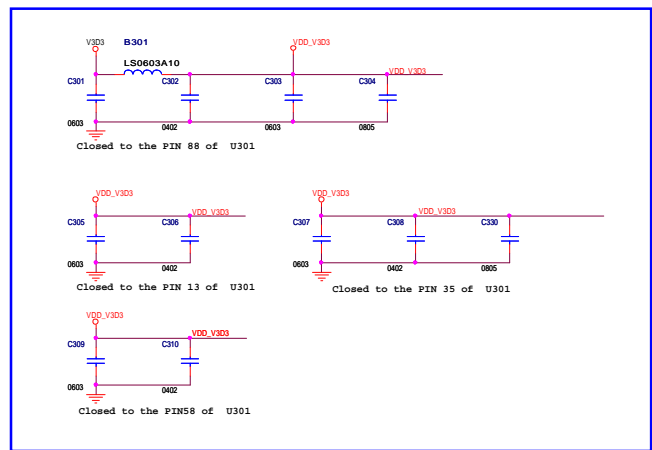 V3D3 B301 VDD_V3D3
LS0603A10
C301 C302 C303 C304 VDD_V3D3
0603 0402 0603 0805
Closed to the PIN 88 of U301
VDD_V3D3 VDD_V3D3
C305 C306 VDD_V3D3 C307 C308 VDD_V3D3 C330
0603 0402 0603 0402 0805
Closed to the PIN 13 of U301 Closed to the PIN 35 of U301
VDD_V3D3
C309 C310 VDD_V3D3
0603 0402
Closed to the PIN58 of U301